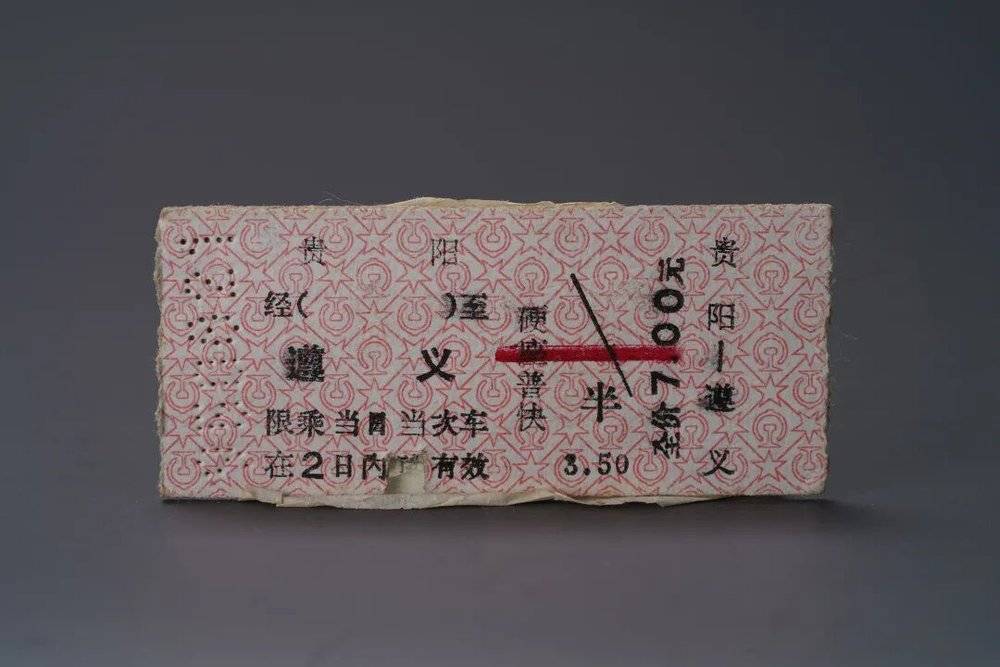 贵 阳
经( )至
遵 义
限乘当日当次车
在2日内 有效
硬座普快
半
3.50
全价7 00元
贵阳—遵义